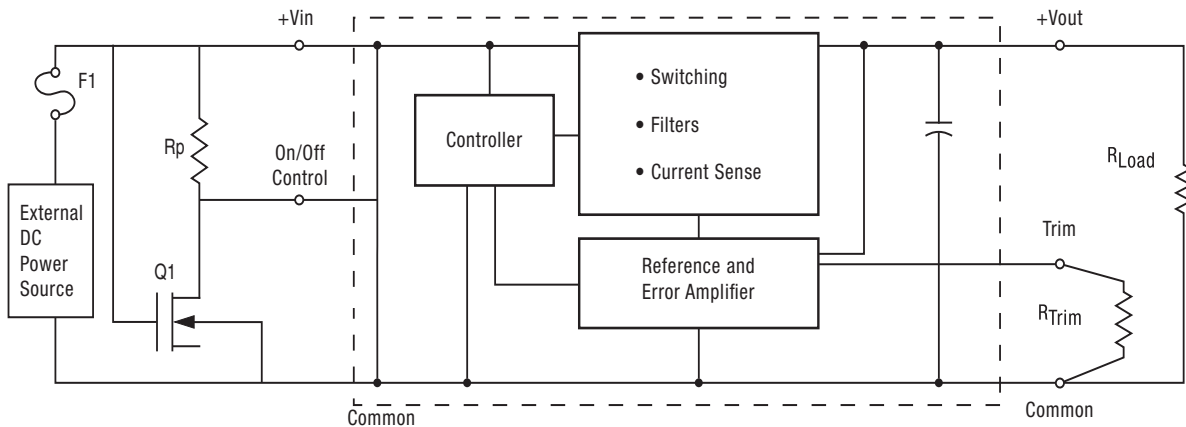 +Vin
+Vout
F1
• Switching
Controller
• Filters
Rp
On/Off
Control
• Current Sense
RLoad
External
DC
Power
Source
Q1
Reference and
Error Amplifier
Trim
RTrim
Common
Common